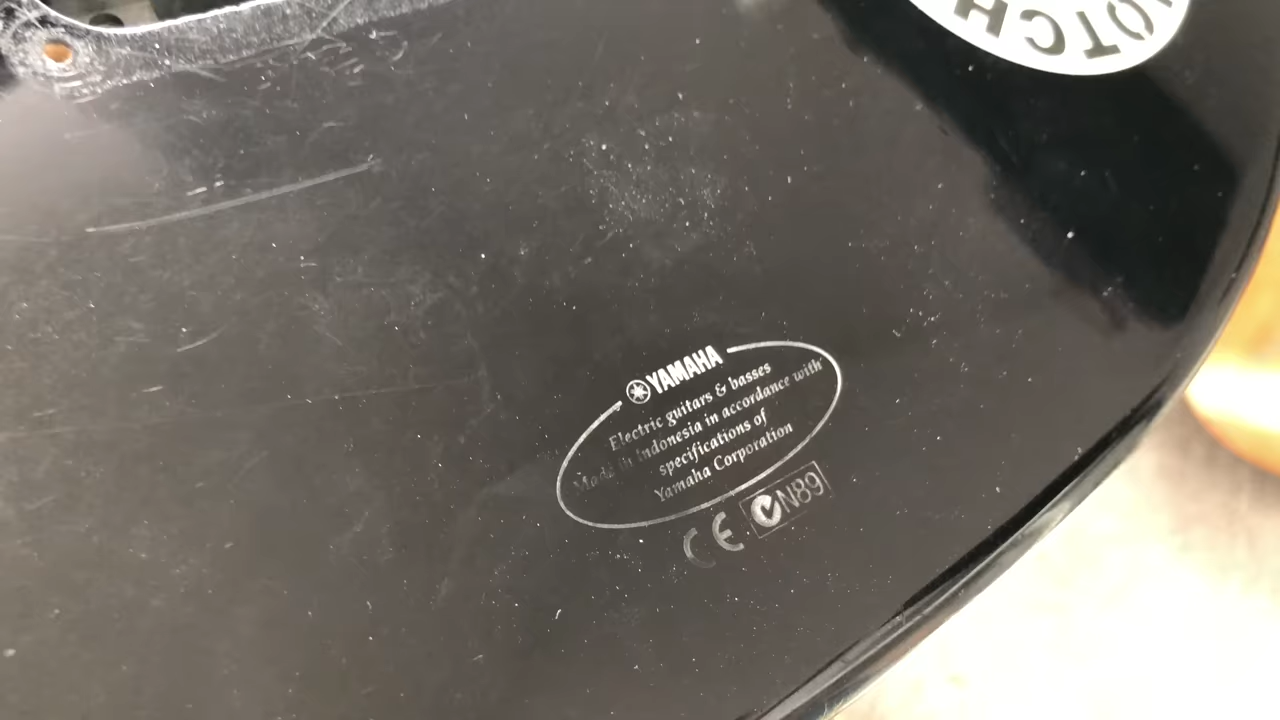 YAMAHA
Electric guitars & basses
Made in Indonesia in accordance with
specifications of
Yamaha Corporation
CE N89